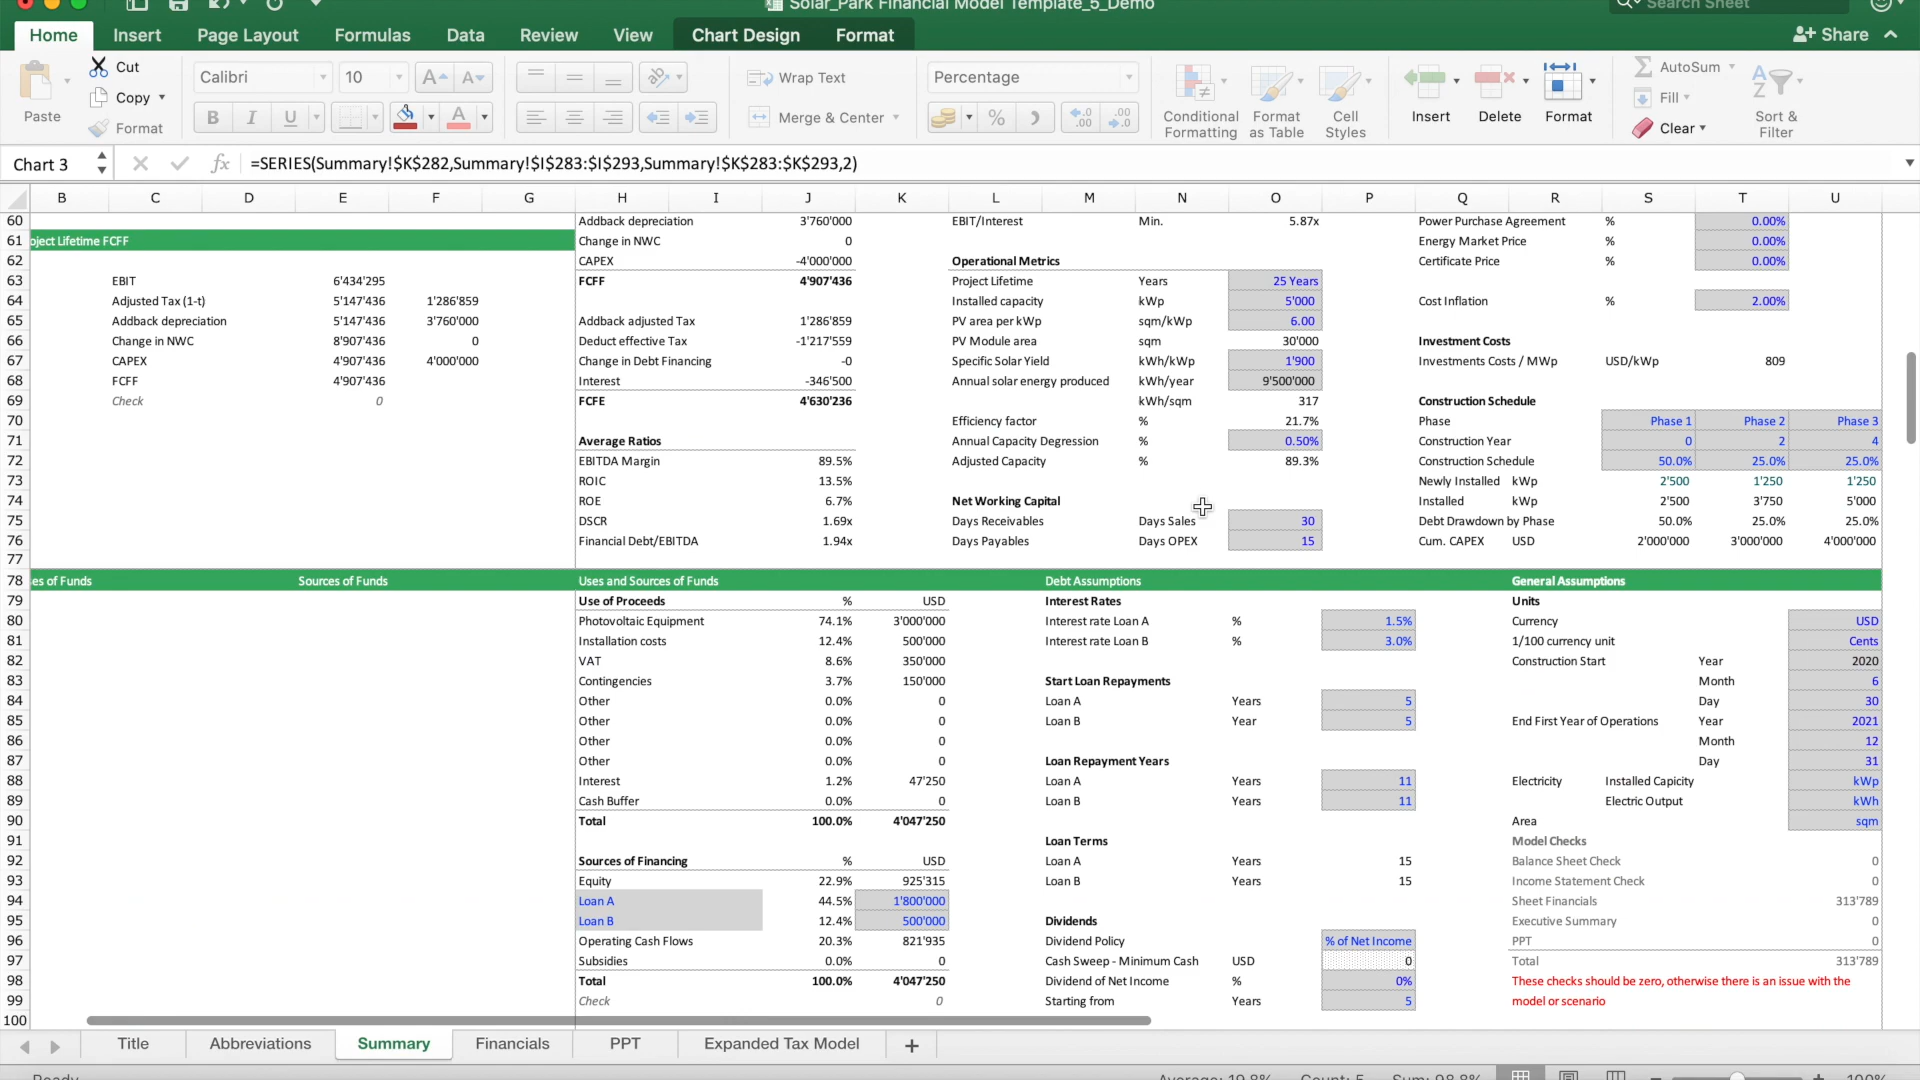 Solar_Park Financial Model Template_5_Demo
Search Sheet
Home Insert Page Layout Formulas Data Review View Chart Design Format Share
Paste Cut Copy Format
Calibri 10 A A
B I U A
Wrap Text
Merge & Center
Percentage
% .0 .00 .00 .0
Conditional Formatting
Format as Table
Cell Styles
Insert Delete Format
AutoSum
Fill
Clear
Sort & Filter
Chart 3 fx =SERIES(Summary!$K$282,Summary!$I$283:$I$293,Summary!$K$283:$K$293,2)
B C D E F G H I J K L M N O P Q R S T U
60 Addback depreciation 3'760'000 EBIT/Interest Min. 5.87x Power Purchase Agreement % 0.00%
61 oject Lifetime FCFF Change in NWC 0 Energy Market Price % 0.00%
62 CAPEX -4'000'000 Operational Metrics Certificate Price % 0.00%
63 EBIT 6'434'295 FCFF 4'907'436 Project Lifetime Years 25 Years
64 Adjusted Tax (1-t) 5'147'436 1'286'859 Installed capacity kWp 5'000 Cost Inflation % 2.00%
65 Addback depreciation 5'147'436 3'760'000 Addback adjusted Tax 1'286'859 PV area per kWp sqm/kWp 6.00
66 Change in NWC 8'907'436 0 Deduct effective Tax -1'217'559 PV Module area sqm 30'000 Investment Costs
67 CAPEX 4'907'436 4'000'000 Change in Debt Financing -0 Specific Solar Yield kWh/kWp 1'900 Investments Costs / MWp USD/kWp 809
68 FCFF 4'907'436 Interest -346'500 Annual solar energy produced kWh/year 9'500'000
69 Check 0 FCFE 4'630'236 kWh/sqm 317 Construction Schedule
70 Efficiency factor % 21.7% Phase Phase 1 Phase 2 Phase 3
71 Average Ratios Annual Capacity Degression % 0.50% Construction Year 0 2 4
72 EBITDA Margin 89.5% Adjusted Capacity % 89.3% Construction Schedule 50.0% 25.0% 25.0%
73 ROIC 13.5% Newly Installed kWp 2'500 1'250 1'250
74 ROE 6.7% Net Working Capital Installed kWp 2'500 3'750 5'000
75 DSCR 1.69x Days Receivables Days Sales 30 Debt Drawdown by Phase 50.0% 25.0% 25.0%
76 Financial Debt/EBITDA 1.94x Days Payables Days OPEX 15 Cum. CAPEX USD 2'000'000 3'000'000 4'000'000
77
78 es of Funds Sources of Funds Uses and Sources of Funds Debt Assumptions General Assumptions
79 Use of Proceeds % USD Interest Rates Units
80 Photovoltaic Equipment 74.1% 3'000'000 Interest rate Loan A % 1.5% Currency USD
81 Installation costs 12.4% 500'000 Interest rate Loan B % 3.0% 1/100 currency unit Cents
82 VAT 8.6% 350'000 Construction Start Year 2020
83 Contingencies 3.7% 150'000 Start Loan Repayments Month 6
84 Other 0.0% 0 Loan A Years 5 Day 30
85 Other 0.0% 0 Loan B Year 5 End First Year of Operations Year 2021
86 Other 0.0% 0 Month 12
87 Other 0.0% 0 Loan Repayment Years Day 31
88 Interest 1.2% 47'250 Loan A Years 11 Electricity Installed Capicity kWp
89 Cash Buffer 0.0% 0 Loan B Years 11 Electric Output kWh
90 Total 100.0% 4'047'250 Area sqm
91 Loan Terms Model Checks
92 Sources of Financing % USD Loan A Years 15 Balance Sheet Check 0
93 Equity 22.9% 925'315 Loan B Years 15 Income Statement Check 0
94 Loan A 44.5% 1'800'000 Sheet Financials 313'789
95 Loan B 12.4% 500'000 Dividends Executive Summary 0
96 Operating Cash Flows 20.3% 821'935 Dividend Policy % of Net Income PPT 0
97 Subsidies 0.0% 0 Cash Sweep - Minimum Cash USD 0 Total 313'789
98 Total 100.0% 4'047'250 Dividend of Net Income % 0% These checks should be zero, otherwise there is an issue with the
99 Check 0 Starting from Years 5 model or scenario
100
Title Abbreviations Summary Financials PPT Expanded Tax Model +
Ready Average: 19.8% Count: 5 Sum: 98.8% 100%